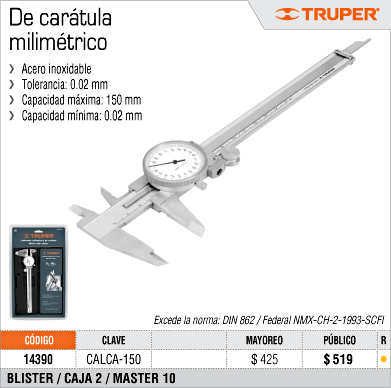 De carátula
milimétrico
TRUPER®
❯ Acero inoxidable
❯ Tolerancia: 0.02 mm
❯ Capacidad máxima: 150 mm
❯ Capacidad mínima: 0.02 mm
TRUPER
Excede la norma: DIN 862 / Federal NMX-CH-2-1993-SCFI
CÓDIGO CLAVE MAYOREO PÚBLICO R
14390 CALCA-150 $ 425 $ 519
BLISTER / CAJA 2 / MASTER 10